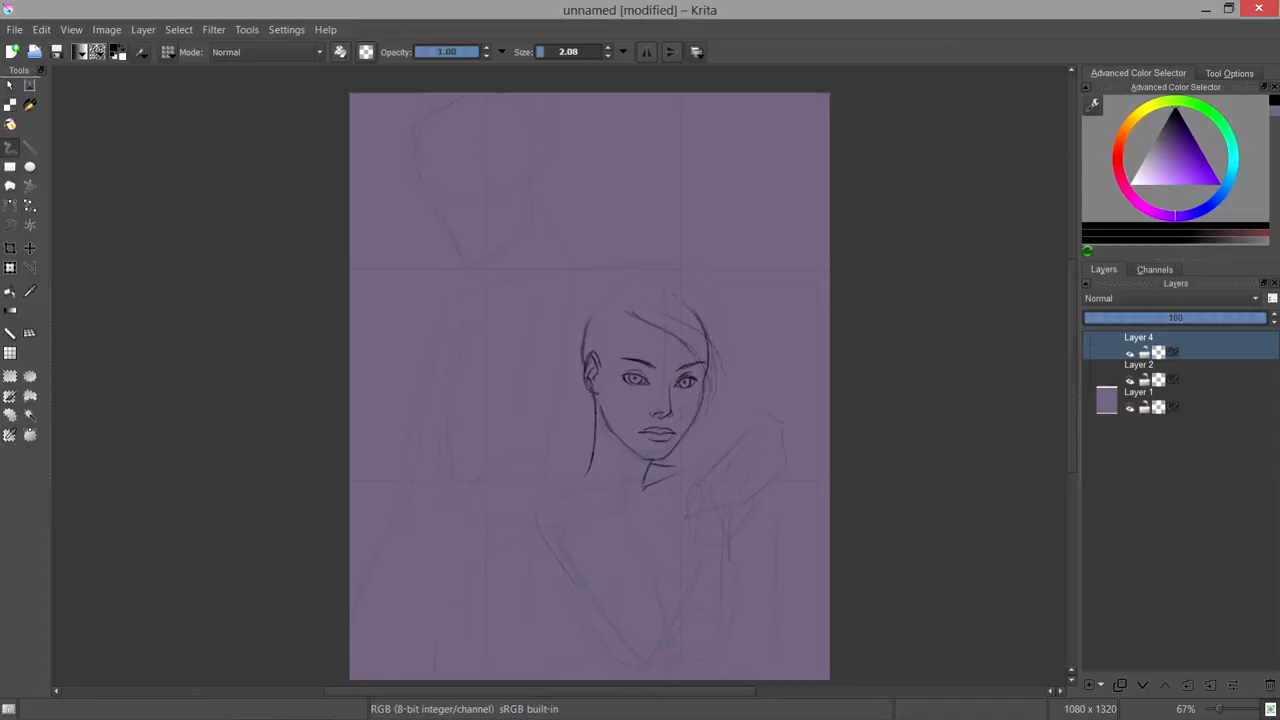 unnamed [modified] – Krita
File Edit View Image Layer Select Filter Tools Settings Help
Mode: Normal Opacity: 1.00 Size: 2.08
Tools
Advanced Color Selector Tool Options
Advanced Color Selector
Layers Channels
Layers
Normal
100
Layer 4
Layer 2
Layer 1
RGB (8-bit integer/channel) sRGB built-in 1080 x 1320 67%